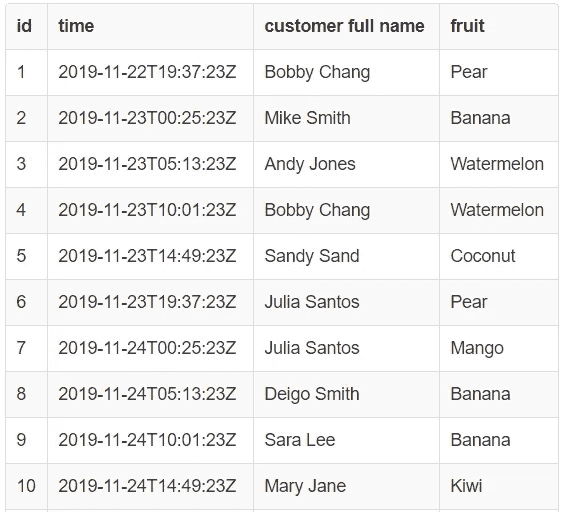 id time customer full name fruit
1 2019-11-22T19:37:23Z Bobby Chang Pear
2 2019-11-23T00:25:23Z Mike Smith Banana
3 2019-11-23T05:13:23Z Andy Jones Watermelon
4 2019-11-23T10:01:23Z Bobby Chang Watermelon
5 2019-11-23T14:49:23Z Sandy Sand Coconut
6 2019-11-23T19:37:23Z Julia Santos Pear
7 2019-11-24T00:25:23Z Julia Santos Mango
8 2019-11-24T05:13:23Z Deigo Smith Banana
9 2019-11-24T10:01:23Z Sara Lee Banana
10 2019-11-24T14:49:23Z Mary Jane Kiwi